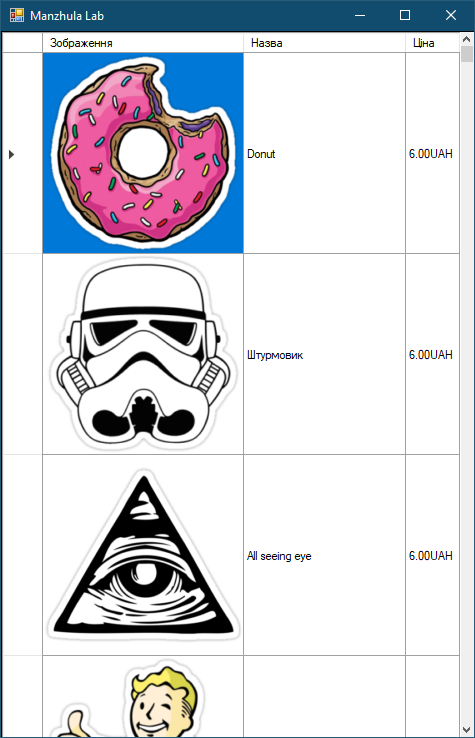 Manzhula Lab
Зображення Назва Ціна
Donut 6.00UAH
Штурмовик 6.00UAH
All seeing eye 6.00UAH